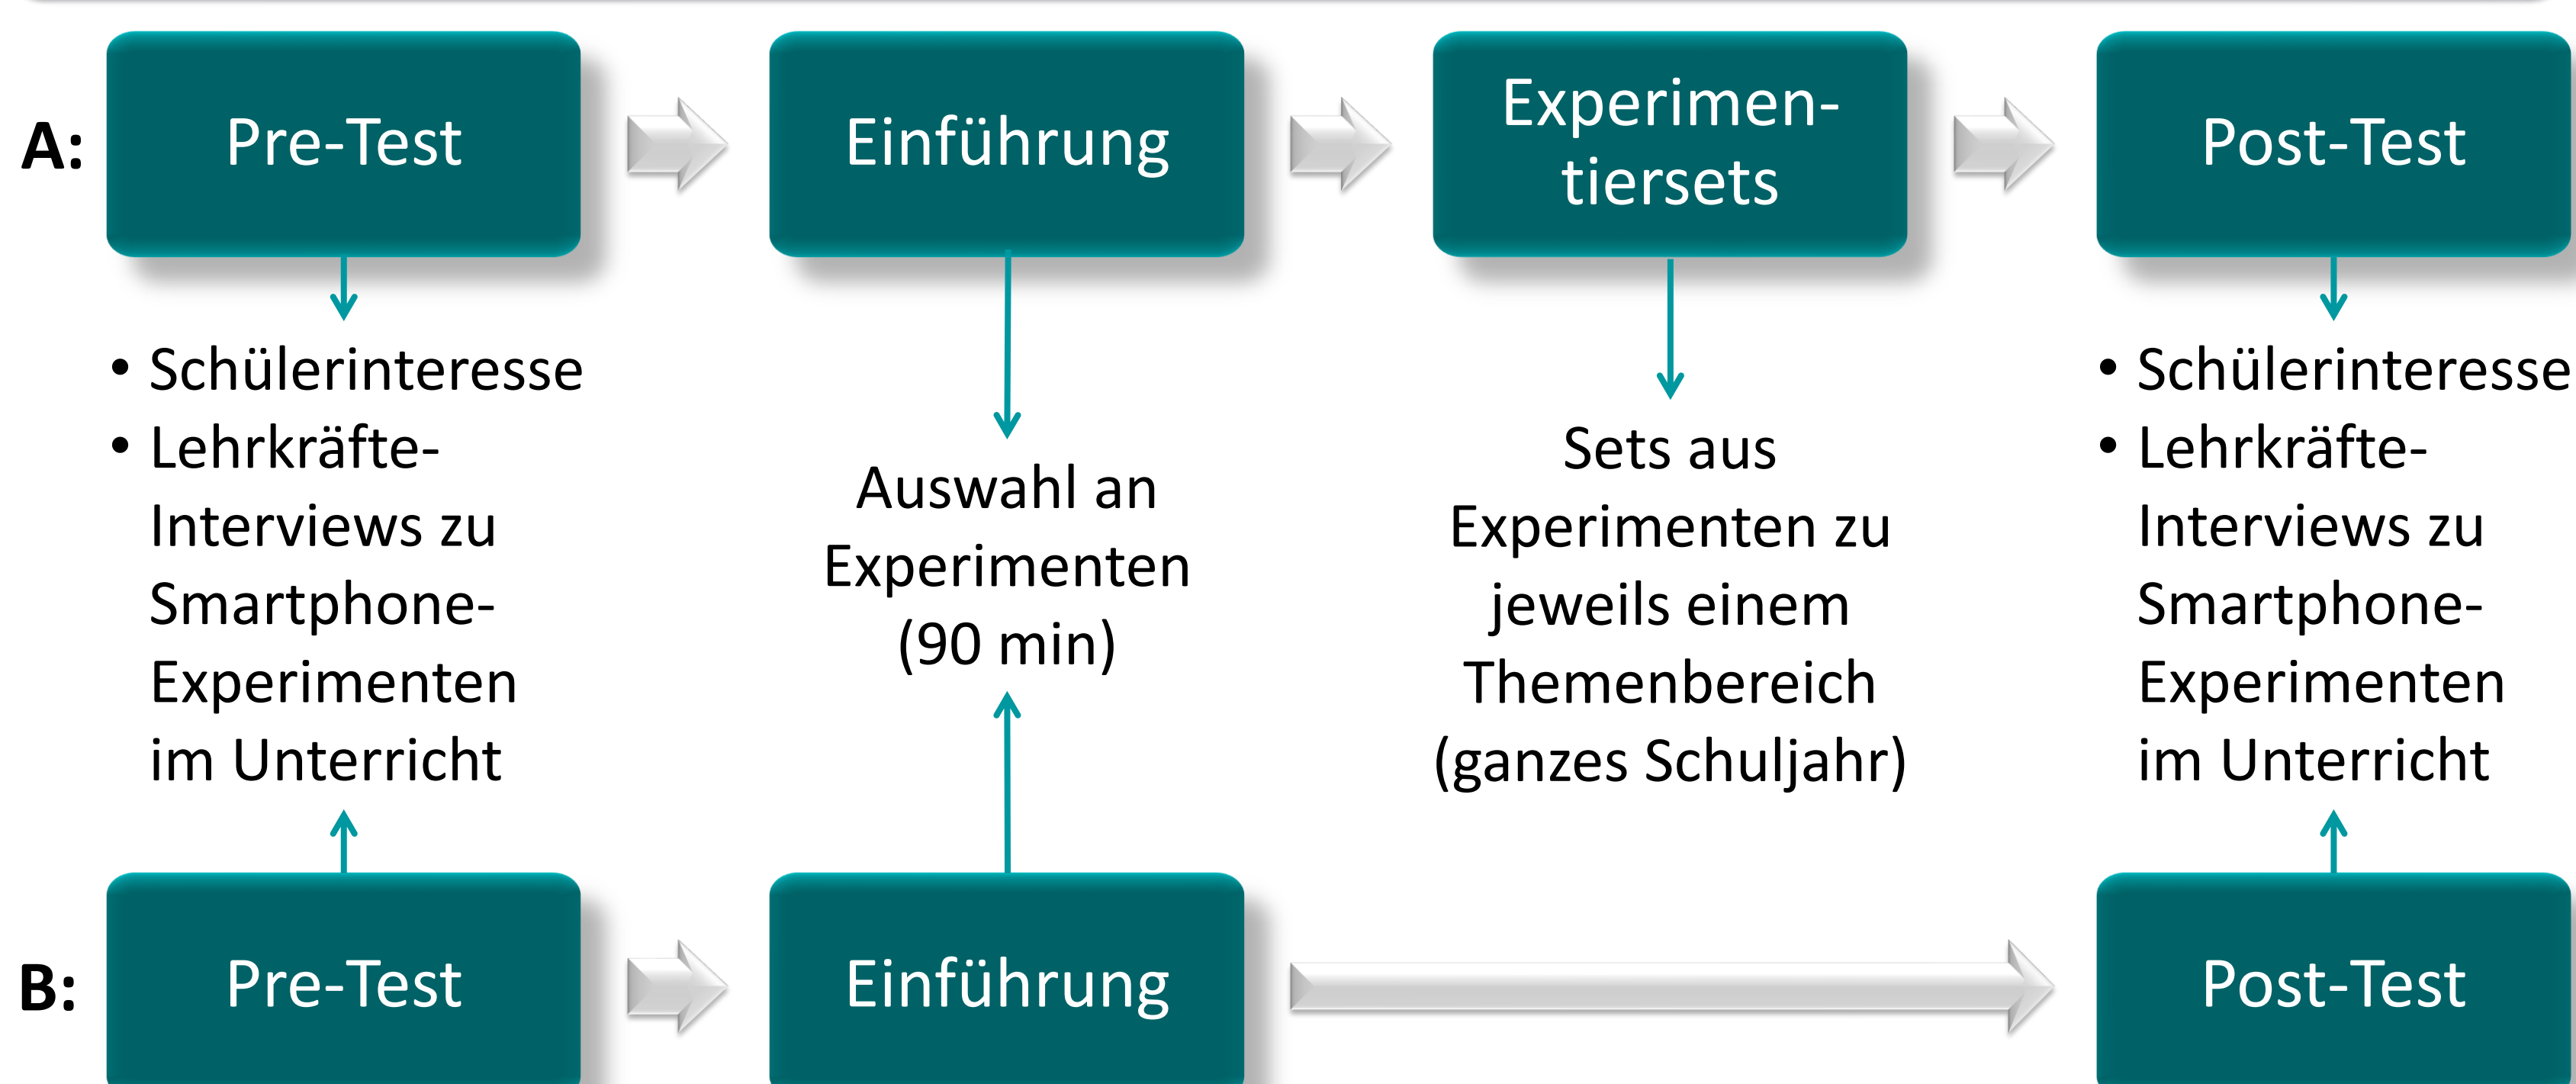 A:
Pre-Test
Einführung
Experimen-
tiersets
Post-Test
• Schülerinteresse
• Lehrkräfte-
Interviews zu
Smartphone-
Experimenten
im Unterricht
Auswahl an
Experimenten
(90 min)
Sets aus
Experimenten zu
jeweils einem
Themenbereich
(ganzes Schuljahr)
• Schülerinteresse
• Lehrkräfte-
Interviews zu
Smartphone-
Experimenten
im Unterricht
B:
Pre-Test
Einführung
Post-Test